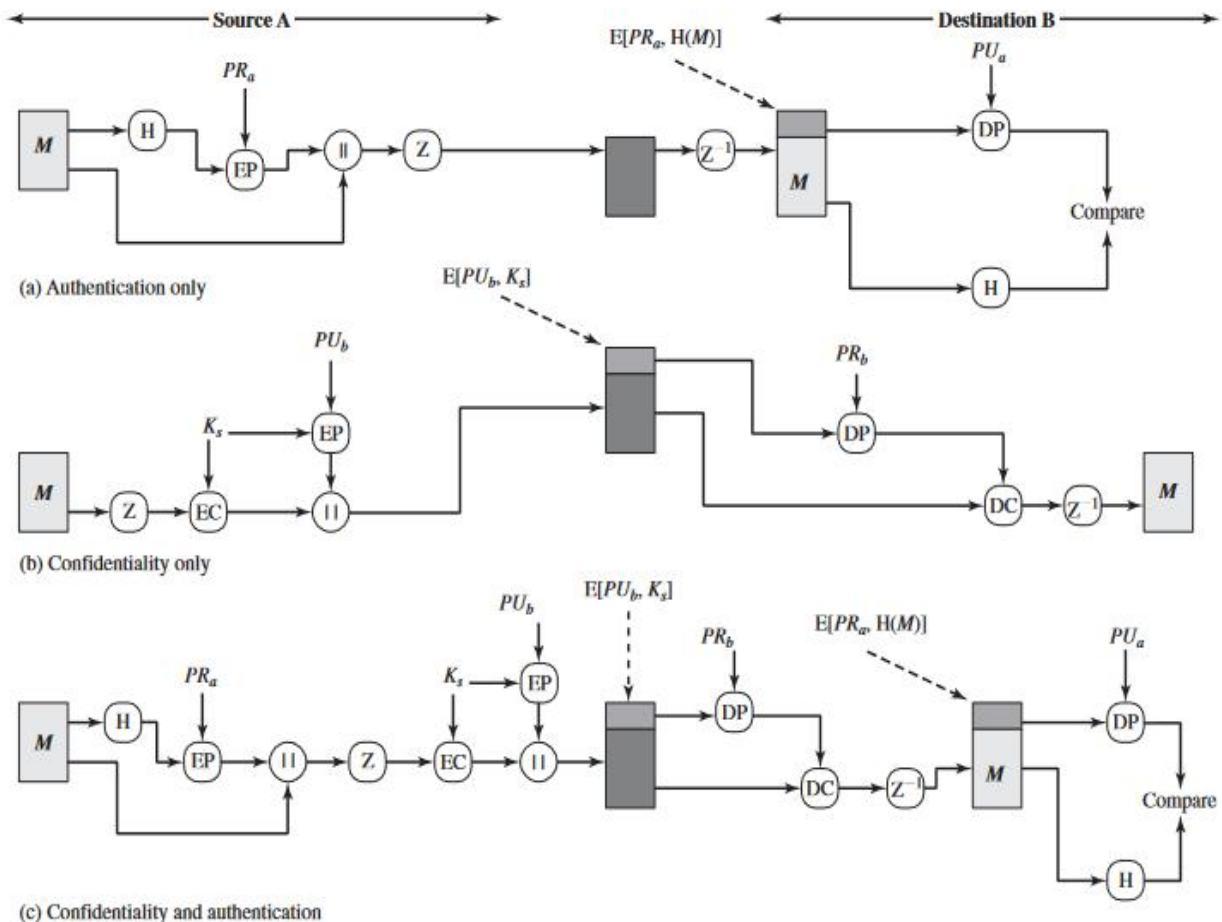 Source A
Destination B
E[PRa, H(M)]
PUa
PRa
M
H
EP
||
Z
Z−1
M
DP
Compare
H
(a) Authentication only
E[PUb, Ks]
PUb
PRb
Ks
EP
DP
M
Z
EC
||
DC
Z−1
M
(b) Confidentiality only
E[PUb, Ks]
PUb
PRb
E[PRa, H(M)]
PUa
PRa
Ks
EP
M
H
EP
||
Z
EC
||
DP
DC
Z−1
M
DP
Compare
H
(c) Confidentiality and authentication